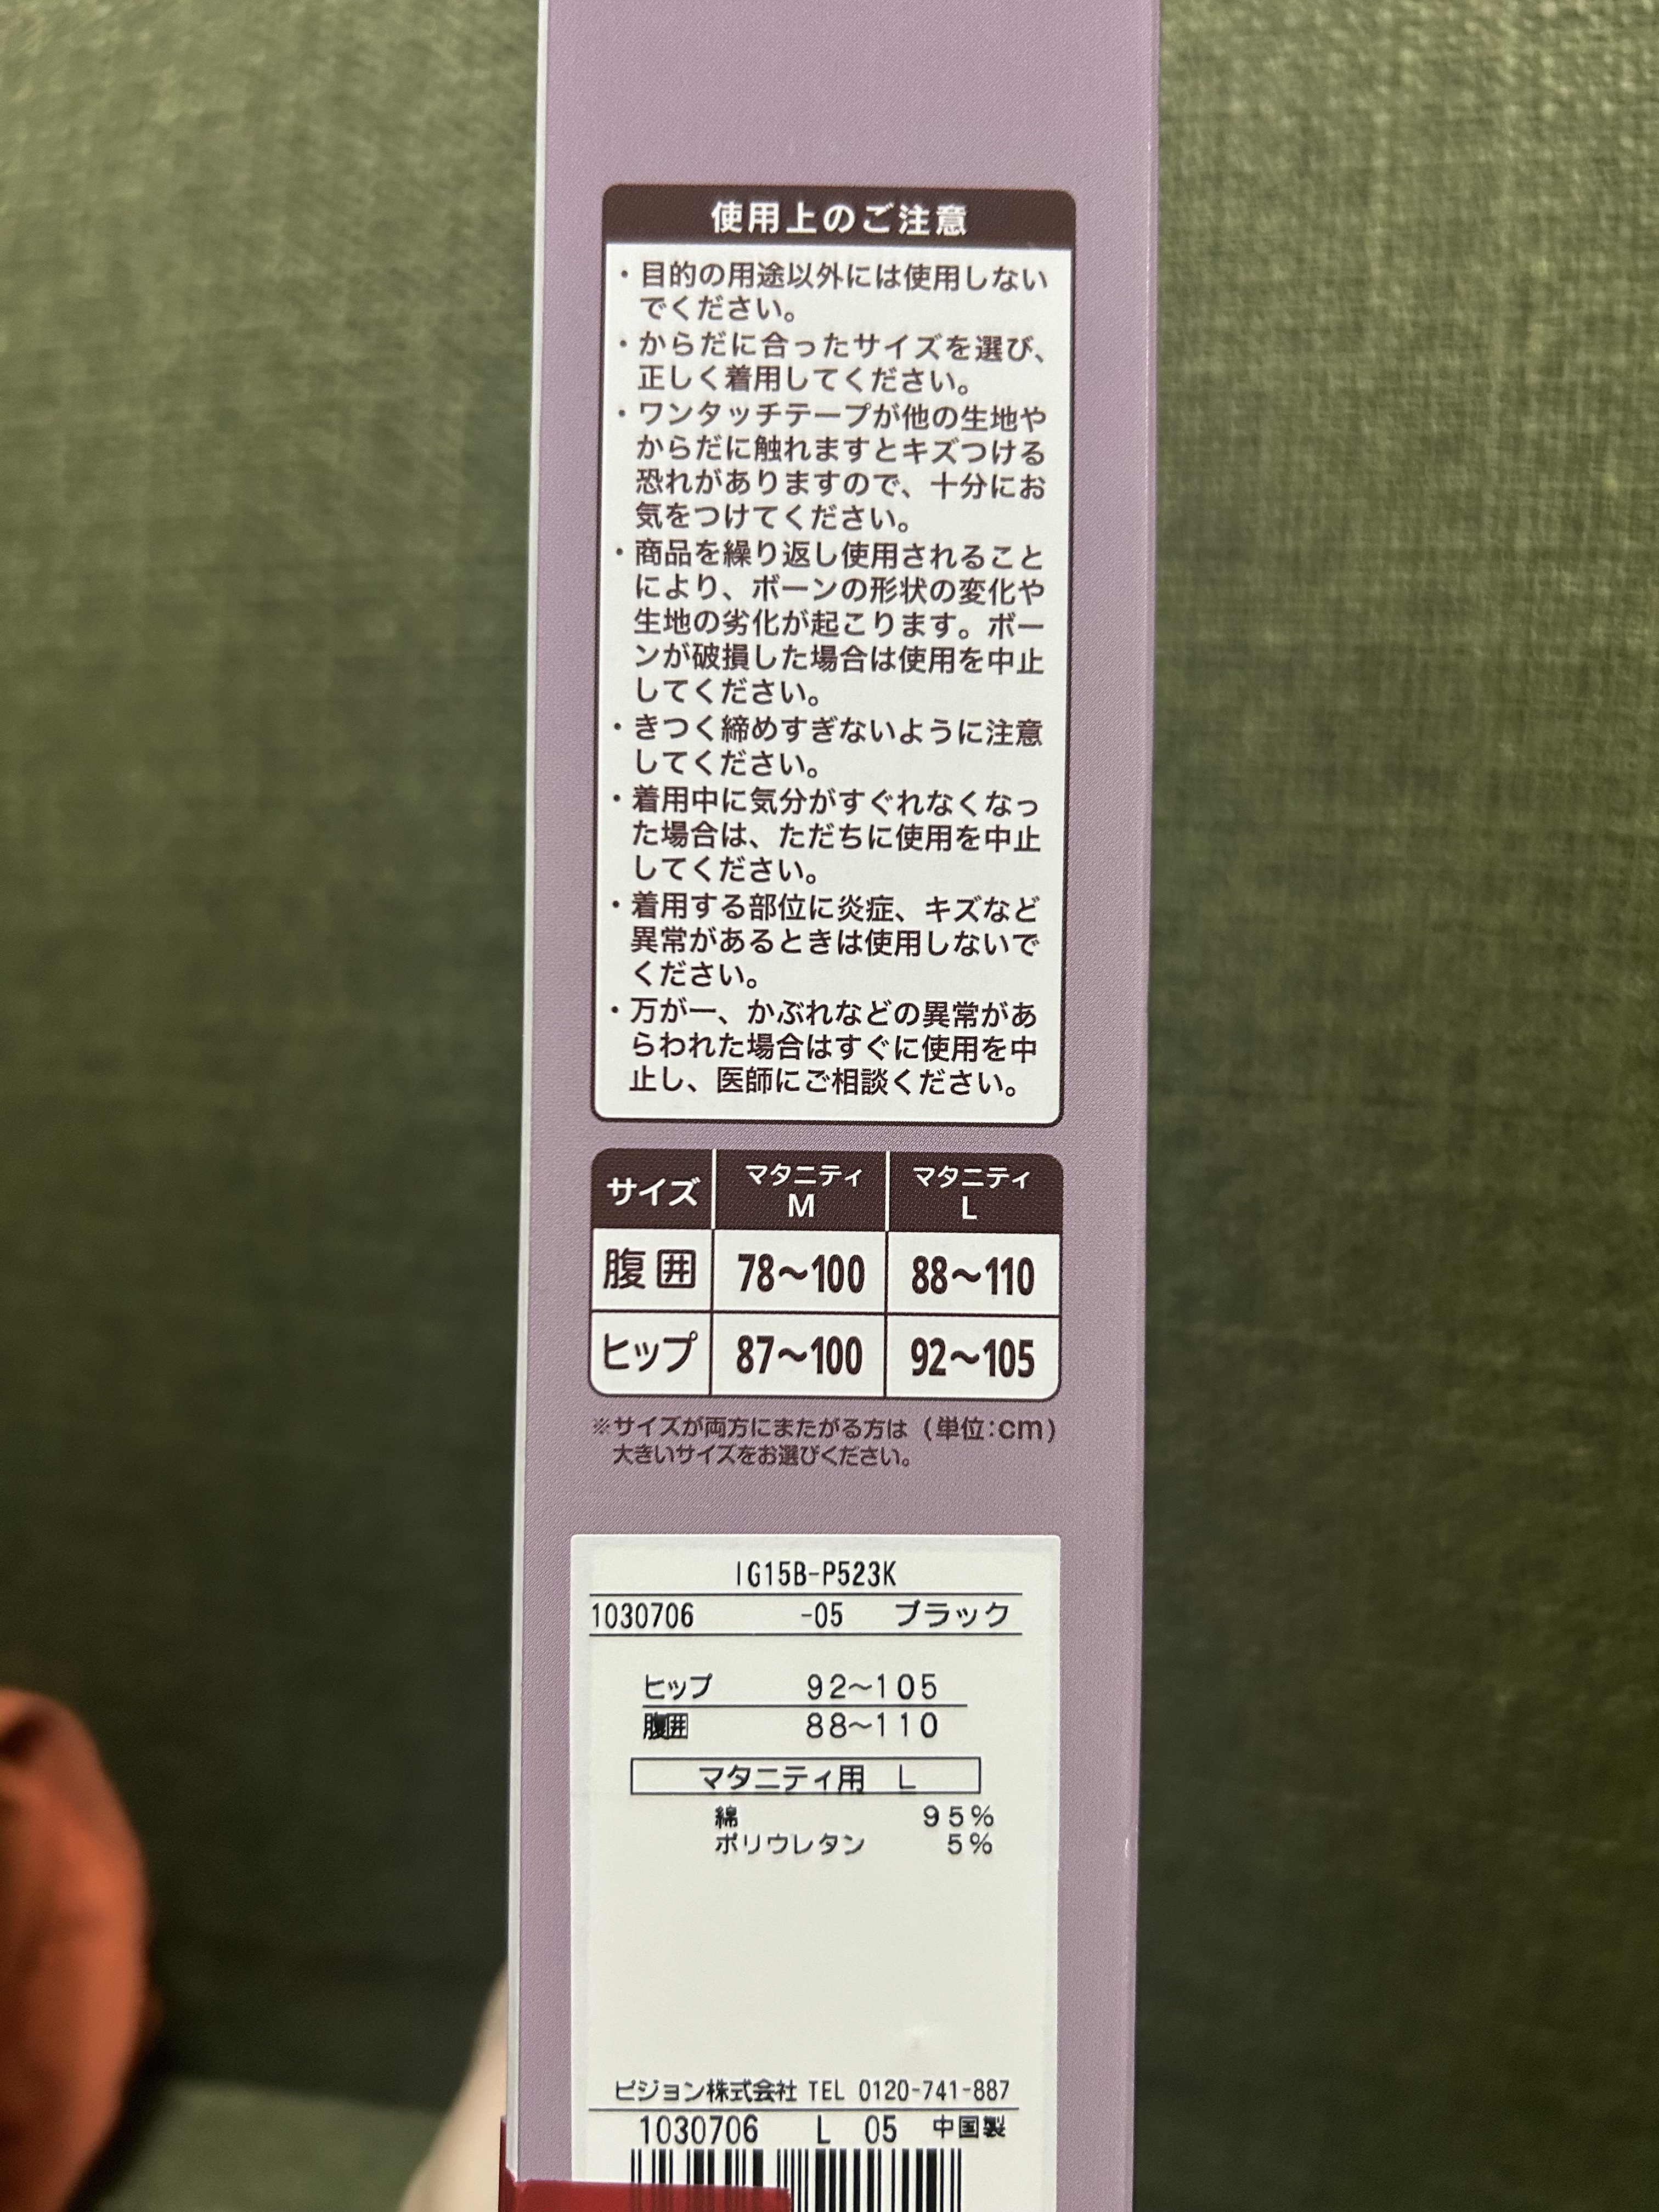 使用上のご注意
・目的の用途以外には使用しない
でください。
・からだに合ったサイズを選び、
正しく着用してください。
・ワンタッチテープが他の生地や
からだに触れますとキズつける
恐れがありますので、十分にお
気をつけてください。
・商品を繰り返し使用されること
により、ボーンの形状の変化や
生地の劣化が起こります。ボー
ンが破損した場合は使用を中止
してください。
・きつく締めすぎないように注意
してください。
・着用中に気分がすぐれなくなっ
た場合は、ただちに使用を中止
してください。
・着用する部位に炎症、キズなど
異常があるときは使用しないで
ください。
・万が一、かぶれなどの異常があ
らわれた場合はすぐに使用を中
止し、医師にご相談ください。
サイズ マタニティM マタニティL
腹囲 78〜100 88〜110
ヒップ 87〜100 92〜105
※サイズが両方にまたがる方は (単位:cm)
大きいサイズをお選びください。
IG15B-P523K
1030706 -05 ブラック
ヒップ 92〜105
腹囲 88〜110
マタニティ用 L
綿 95%
ポリウレタン 5%
ピジョン株式会社 TEL 0120-741-887
1030706 L 05 中国製